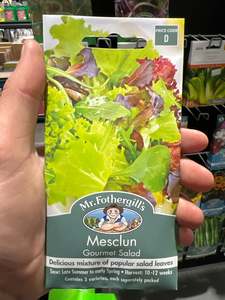 PRICE CODE
D
Mr. Fothergill's
Mesclun
Gourmet Salad
Delicious mixture of popular salad leaves
Sow: Late Summer to early Spring • Harvest: 10-12 weeks
Contains 3 varieties, each separately packed